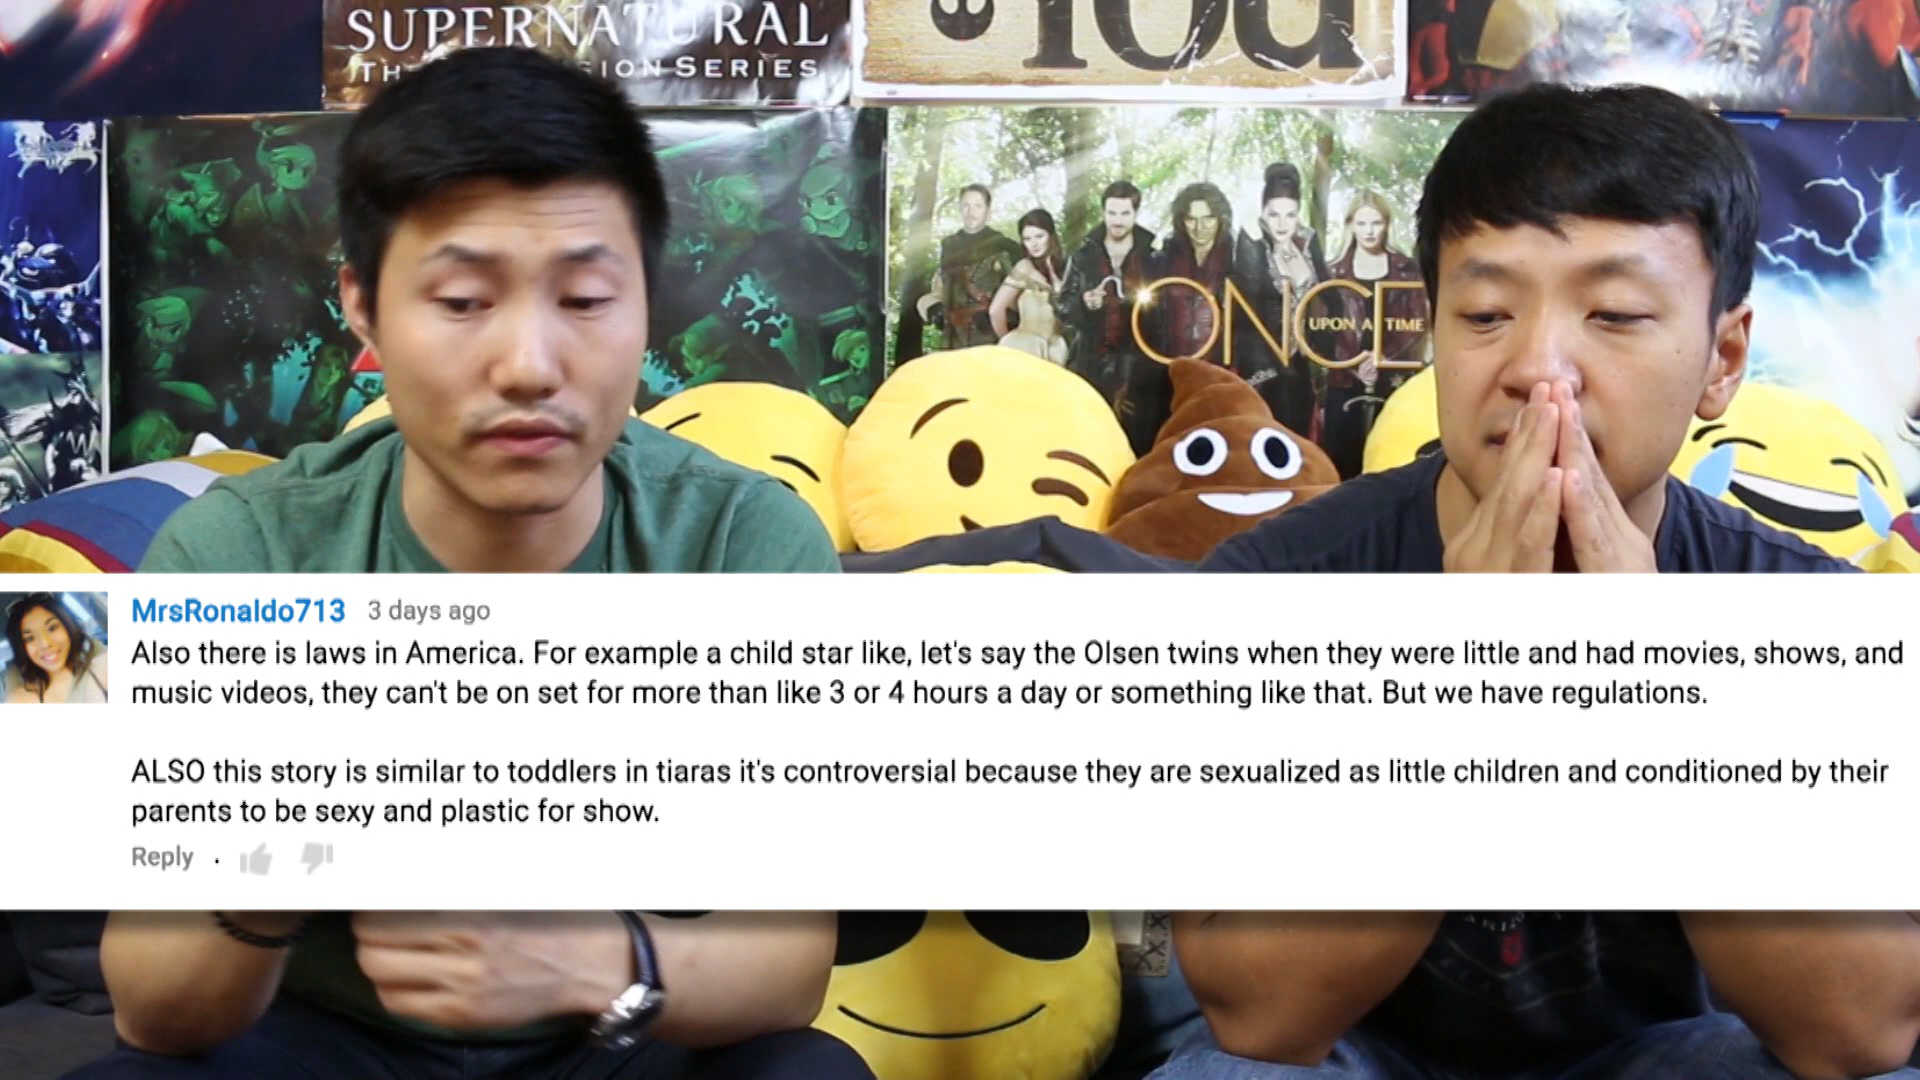 SUPERNATURAL
TH ION SERIES
You
ONCE
UPON A TIME
MrsRonaldo713 3 days ago
Also there is laws in America. For example a child star like, let's say the Olsen twins when they were little and had movies, shows, and
music videos, they can't be on set for more than like 3 or 4 hours a day or something like that. But we have regulations.
ALSO this story is similar to toddlers in tiaras it's controversial because they are sexualized as little children and conditioned by their
parents to be sexy and plastic for show.
Reply .